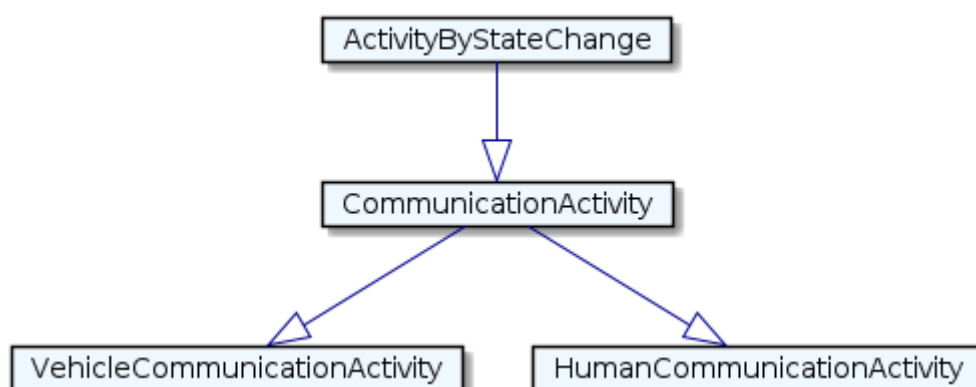 ActivityByStateChange
CommunicationActivity
VehicleCommunicationActivity
HumanCommunicationActivity